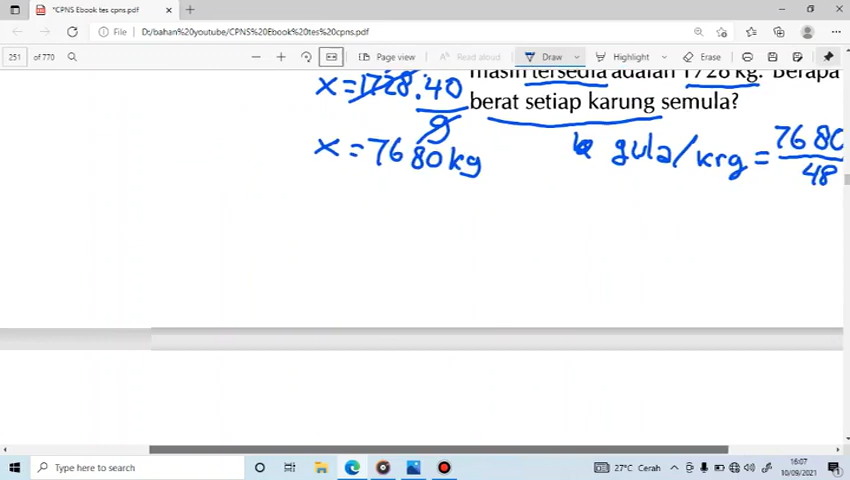 *CPNS Ebook tes cpns.pdf
File | D:/bahan%20youtube/CPNS%20Ebook%20tes%20cpns.pdf
251 of 770 Page view Read aloud Draw Erase
masih tersedia adalah 1728 kg. Berapa
x = 1728.40
berat setiap karung semula?
9
x = 7680 kg
gula/krg = 7680
48
Type here to search
27°C Cerah
16:07
10/09/2021